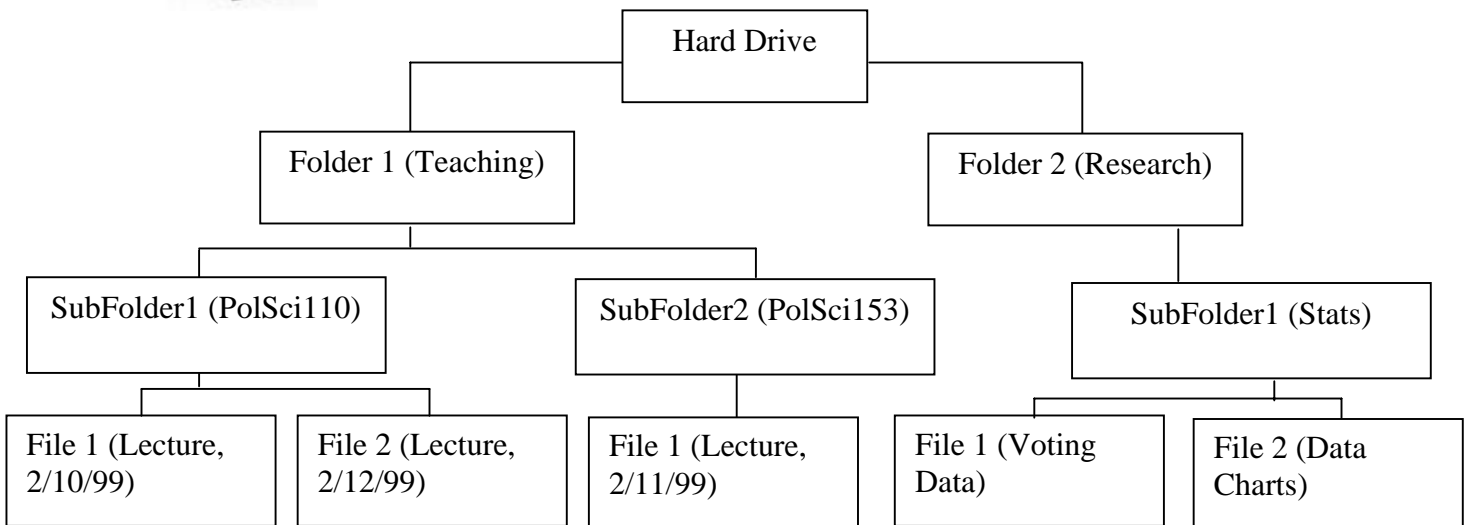 Hard Drive
Folder 1 (Teaching)
Folder 2 (Research)
SubFolder1 (PolSci110)
SubFolder2 (PolSci153)
SubFolder1 (Stats)
File 1 (Lecture,
2/10/99)
File 2 (Lecture,
2/12/99)
File 1 (Lecture,
2/11/99)
File 1 (Voting
Data)
File 2 (Data
Charts)